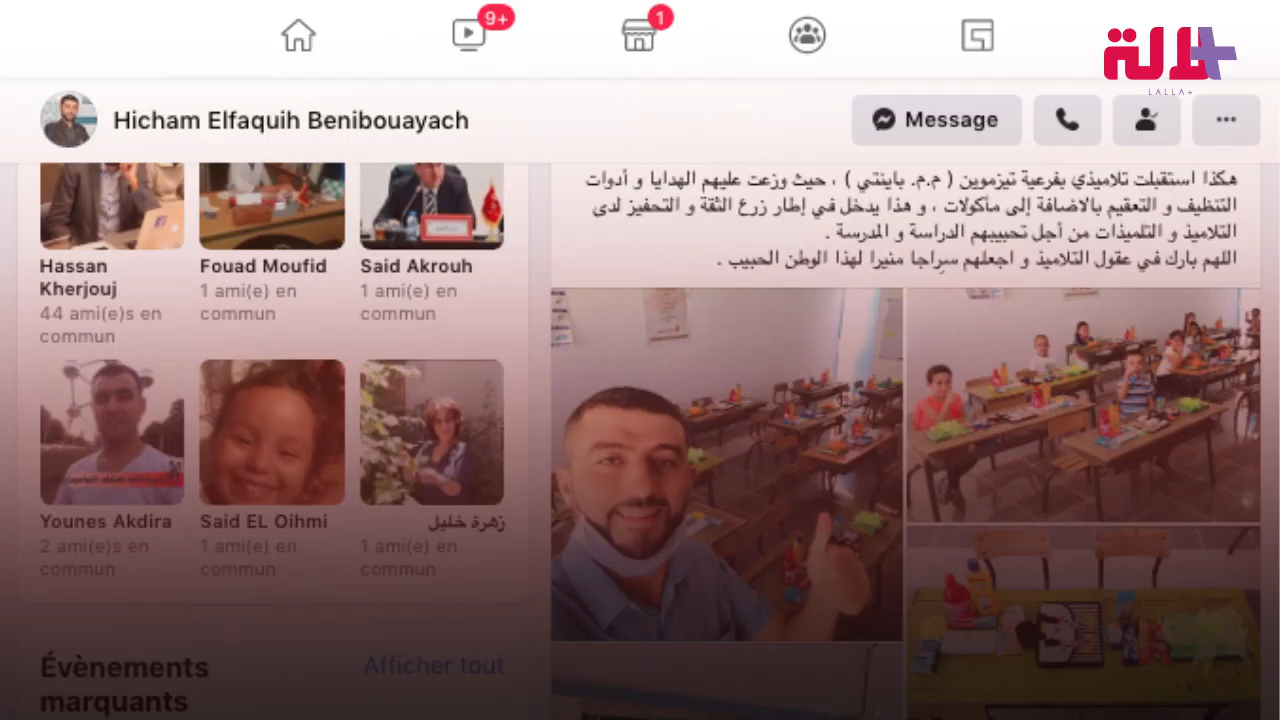 9+
1
لالة+
LALLA+
Hicham Elfaquih Benibouayach
Message
هكذا استقبلت تلاميذي بفرعية تيزموين ( م.م. باينتي ) ، حيث وزعت عليهم الهدايا و أدوات
التنظيف و التعقيم بالاضافة إلى مأكولات ، و هذا يدخل في إطار زرع الثقة و التحفيز لدى
التلاميذ و التلميذات من أجل تحبيبهم الدراسة و المدرسة .
اللهم بارك في عقول التلاميذ و اجعلهم سراجا منيرا لهذا الوطن الحبيب .
Hassan
Kherjouj
44 ami(e)s en
commun
Fouad Moufid
1 ami(e) en
commun
Said Akrouh
1 ami(e) en
commun
Younes Akdira
2 ami(e)s en
commun
Said EL Oihmi
1 ami(e) en
commun
زهرة خليل
1 ami(e) en
commun
Évènements
marquants
Afficher tout